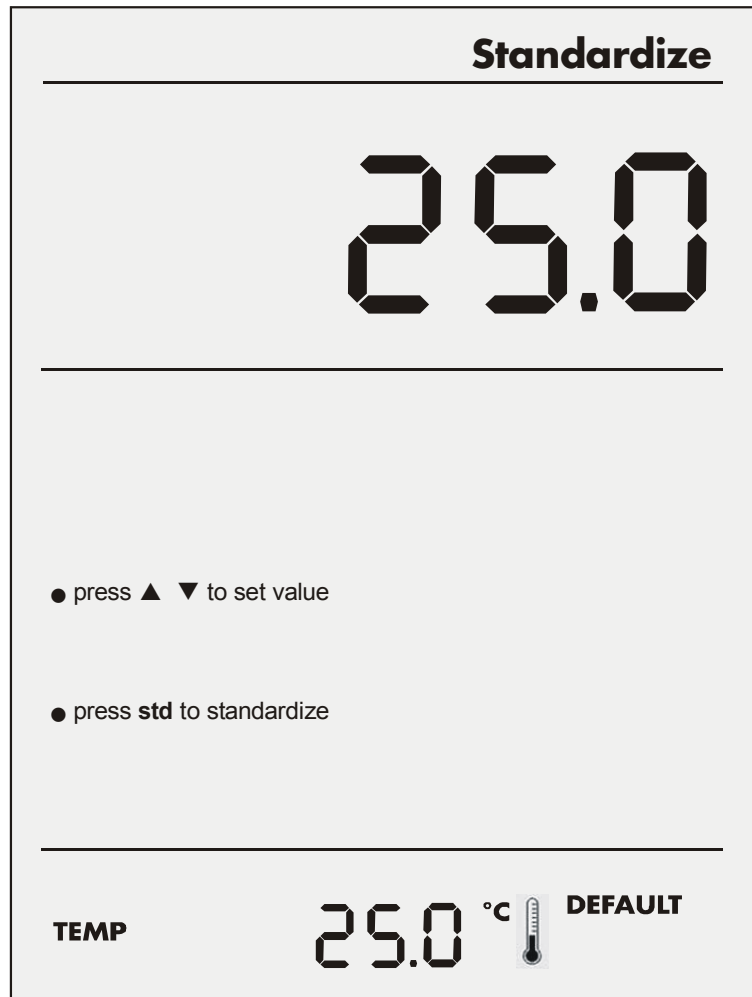 Standardize
25.0
● press ▲ ▼ to set value
● press std to standardize
TEMP 25.0 °C DEFAULT